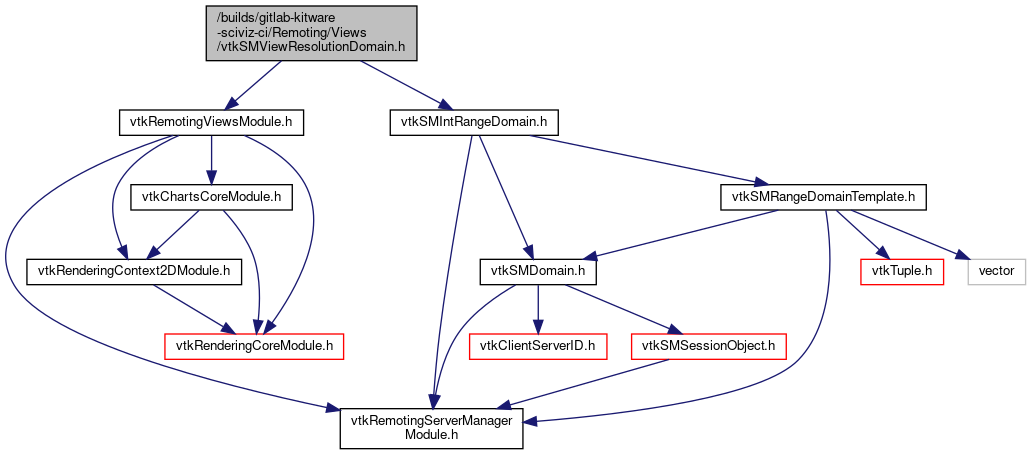 /builds/gitlab-kitware
-sciviz-ci/Remoting/Views
/vtkSMViewResolutionDomain.h
vtkRemotingViewsModule.h
vtkSMIntRangeDomain.h
vtkChartsCoreModule.h
vtkSMRangeDomainTemplate.h
vtkRenderingContext2DModule.h
vtkSMDomain.h
vtkTuple.h
vector
vtkRenderingCoreModule.h
vtkClientServerID.h
vtkSMSessionObject.h
vtkRemotingServerManager
Module.h